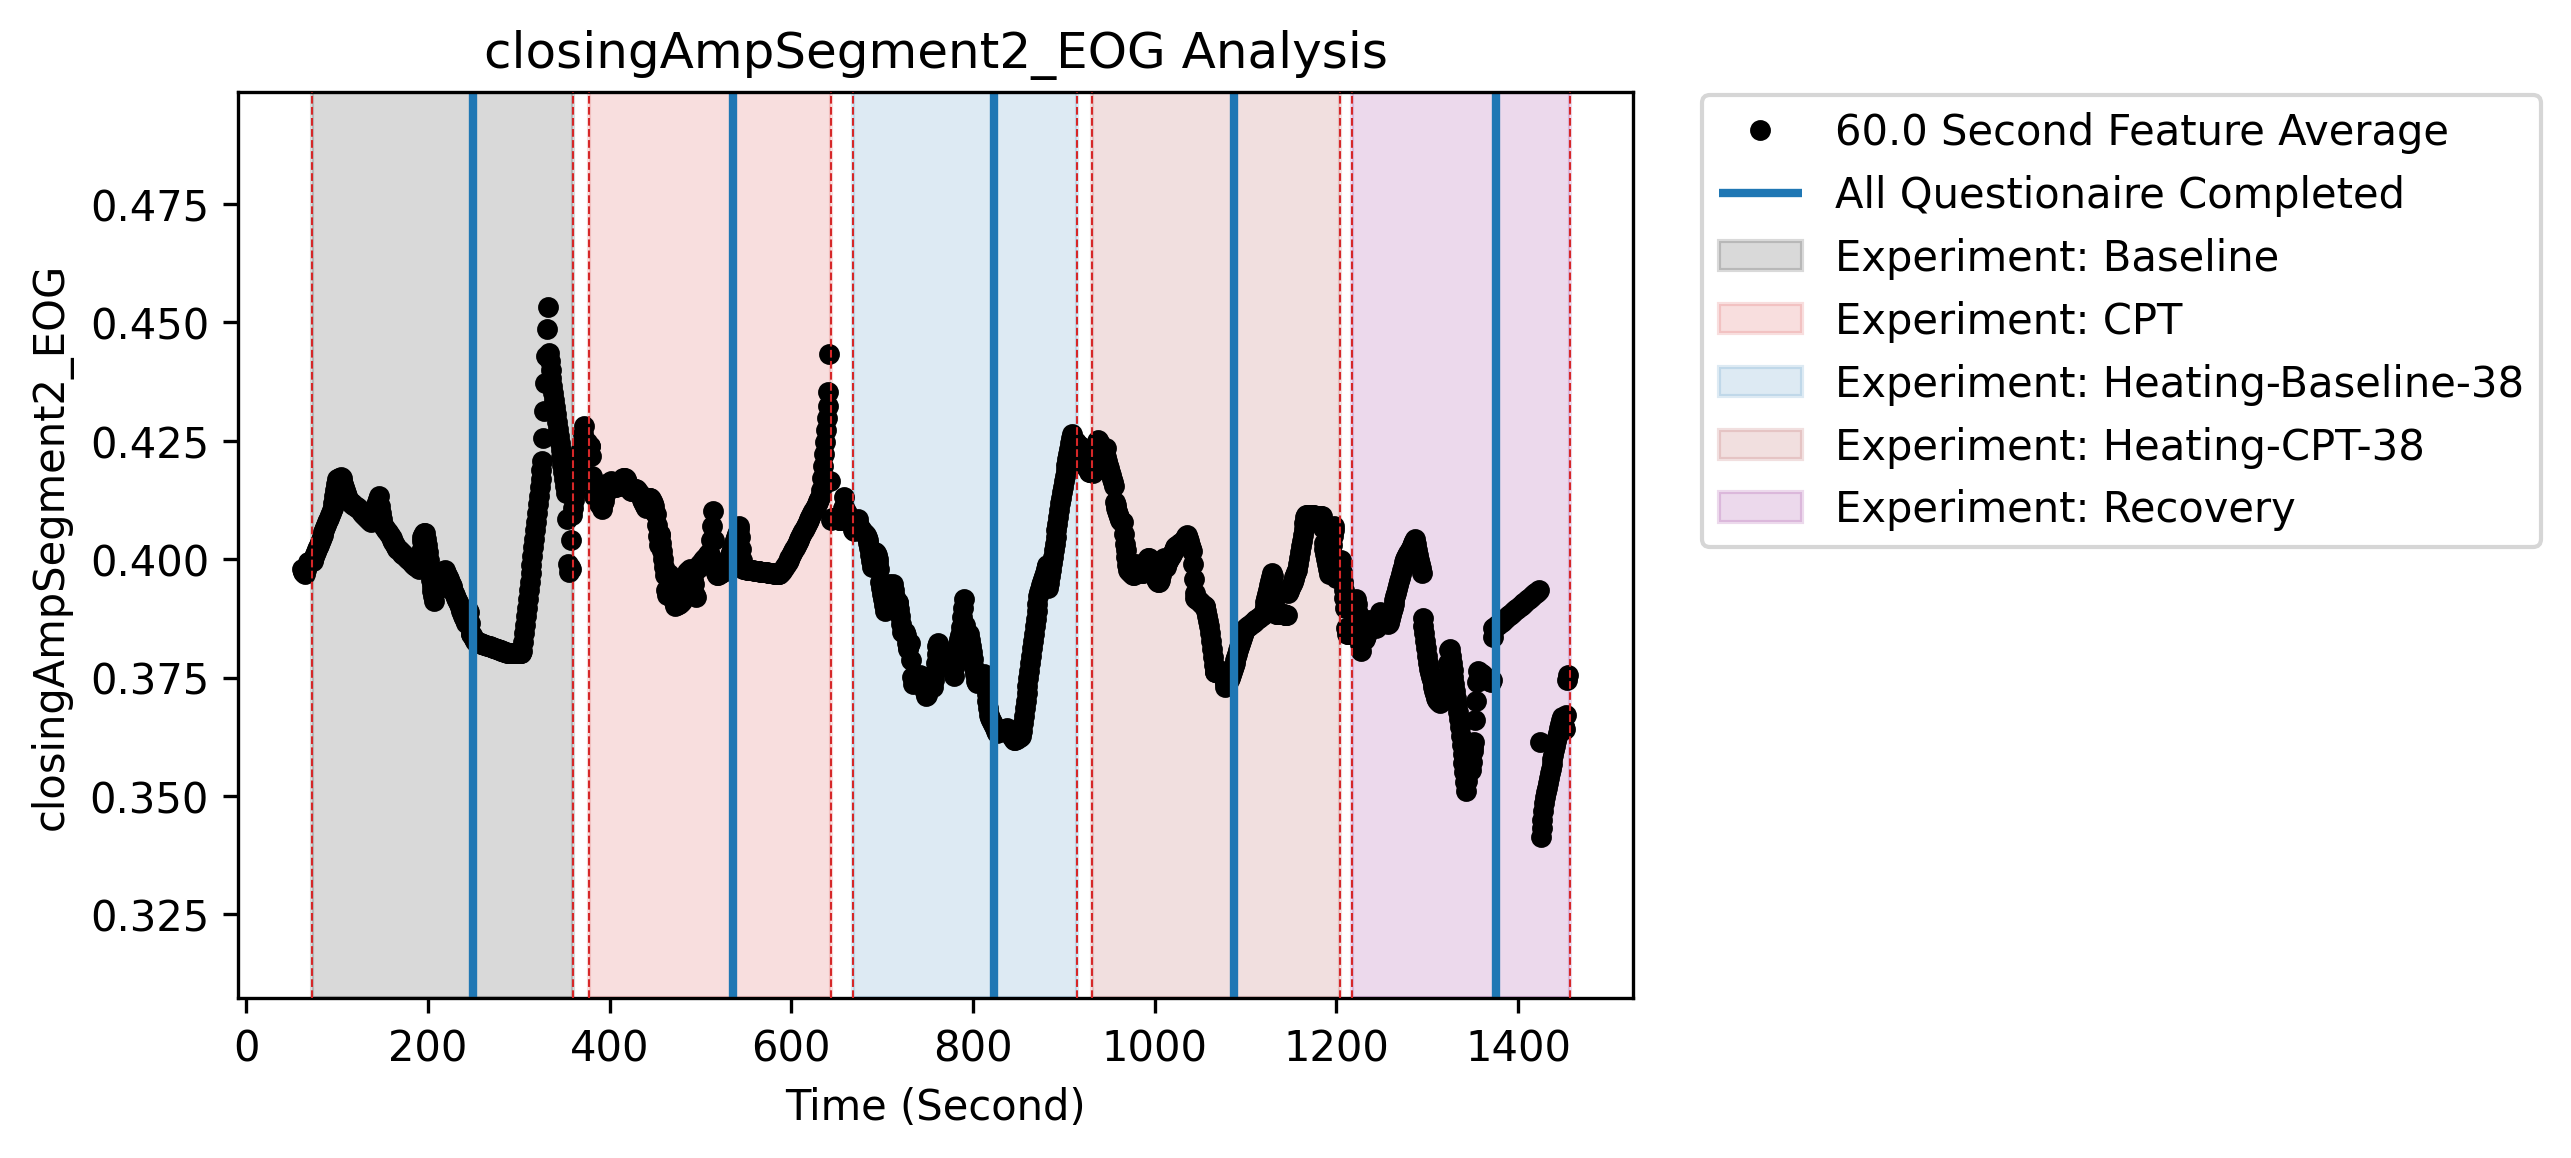 closingAmpSegment2_EOG Analysis
closingAmpSegment2_EOG
0.475
0.450
0.425
0.400
0.375
0.350
0.325
0
200
400
600
800
1000
1200
1400
Time (Second)
60.0 Second Feature Average
All Questionaire Completed
Experiment: Baseline
Experiment: CPT
Experiment: Heating-Baseline-38
Experiment: Heating-CPT-38
Experiment: Recovery